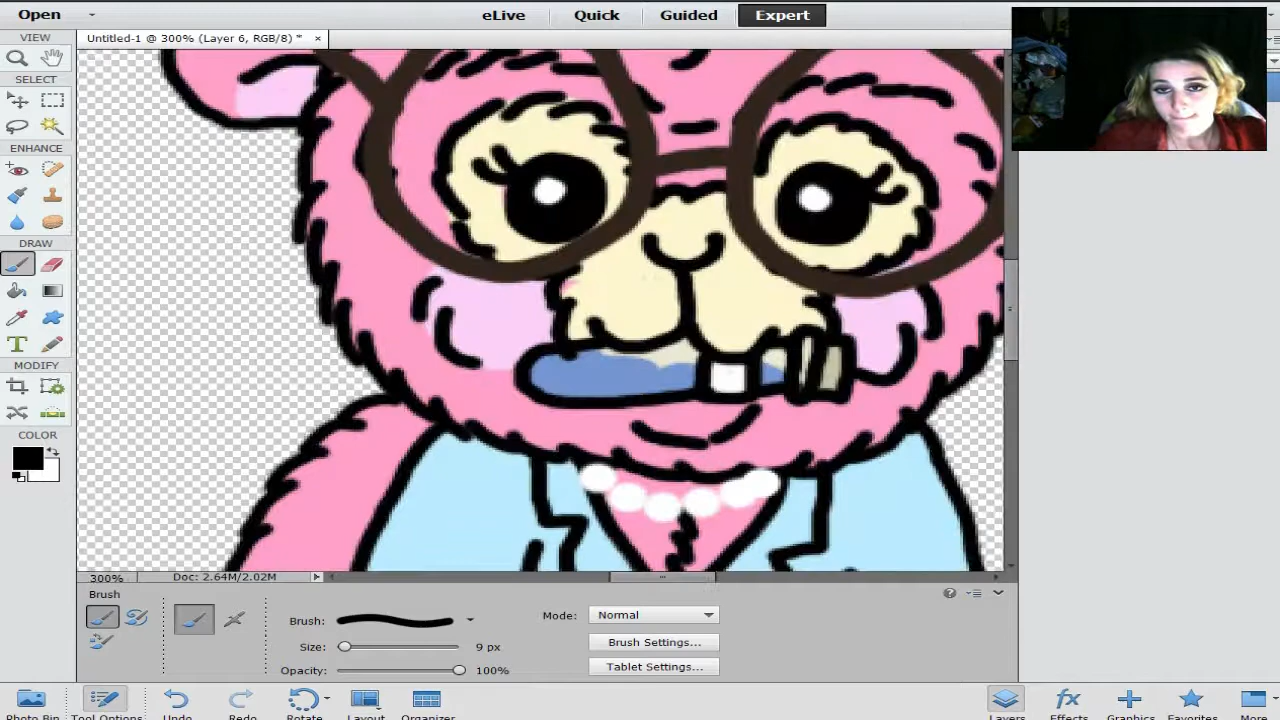 Open eLive Quick Guided Expert
VIEW Untitled-1 @ 300% (Layer 6, RGB/8) * ×
SELECT
ENHANCE
DRAW
T
MODIFY
COLOR
300% Doc: 2.64M/2.02M
Brush
Brush: Mode: Normal
Size: 9 px Brush Settings...
Opacity: 100% Tablet Settings...
Photo Bin Tool Options Undo Redo Rotate Layout Organizer Layers Effects Graphics Favorites More